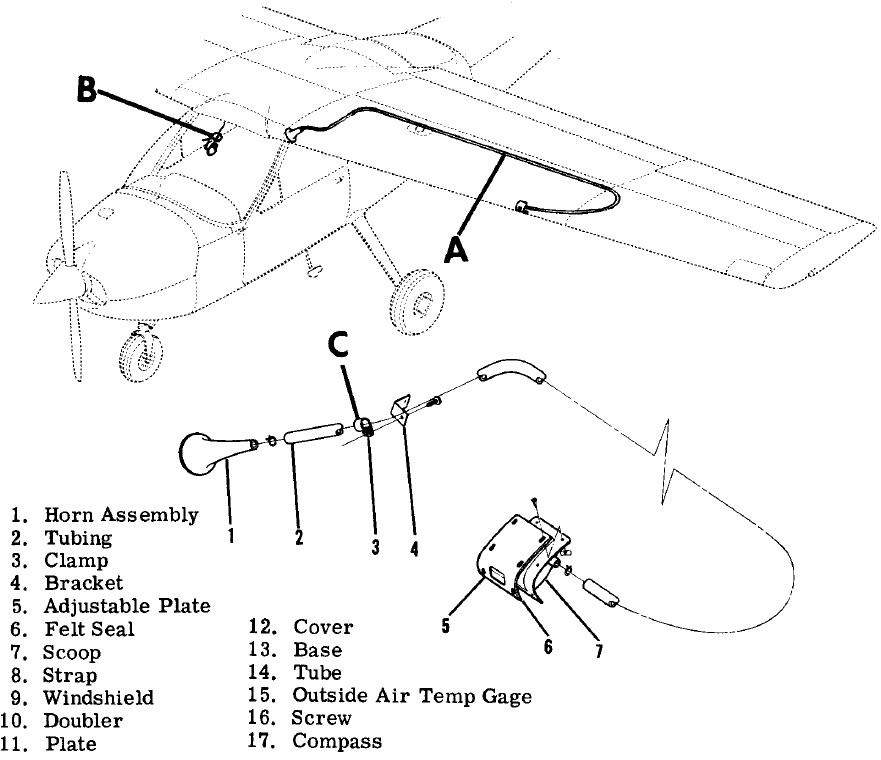 B
A
C
1
2
3
4
5
6
7
1. Horn Assembly
2. Tubing
3. Clamp
4. Bracket
5. Adjustable Plate
6. Felt Seal
7. Scoop
8. Strap
9. Windshield
10. Doubler
11. Plate
12. Cover
13. Base
14. Tube
15. Outside Air Temp Gage
16. Screw
17. Compass